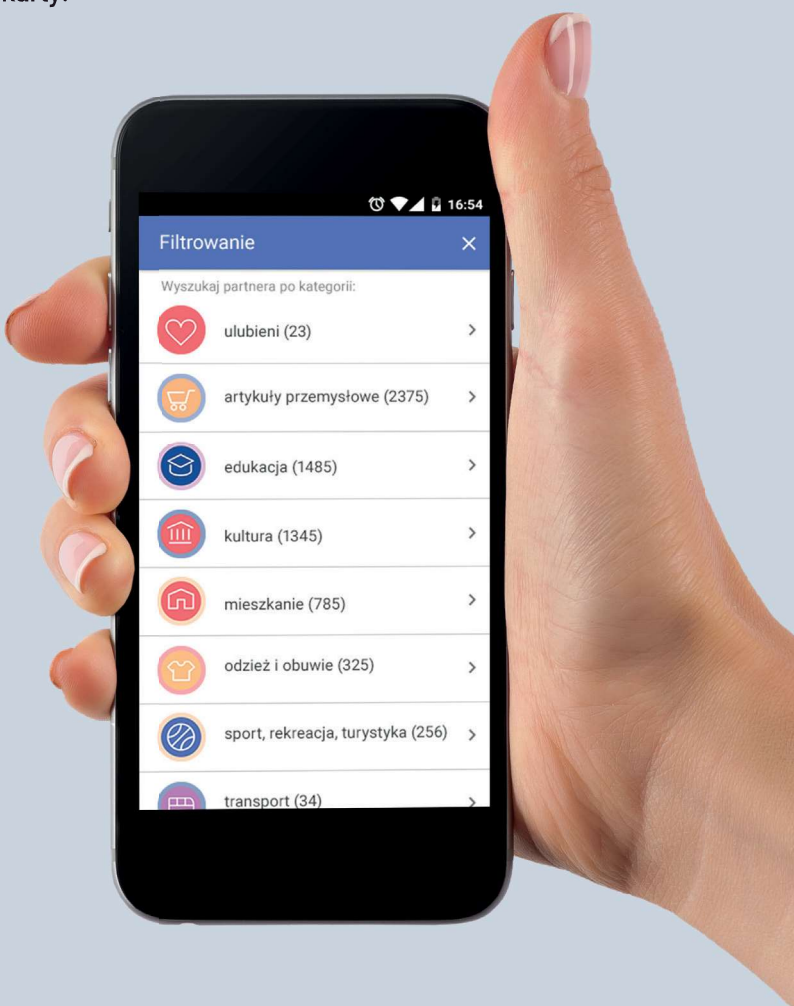 16:54
Filtrowanie
Wyszukaj partnera po kategorii:
ulubieni (23)
artykuły przemysłowe (2375)
edukacja (1485)
kultura (1345)
mieszkanie (785)
odzież i obuwie (325)
sport, rekreacja, turystyka (256)
transport (34)